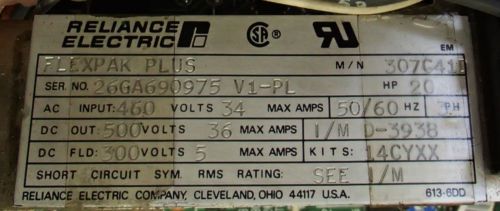 RELIANCE
ELECTRIC
EM
FLEXPAK PLUS M/N 307C41
SER. NO. 26GA690975 V1-PL HP 20
AC INPUT: 460 VOLTS 34 MAX AMPS 50/60 HZ 3 PH
DC OUT: 500 VOLTS 36 MAX AMPS I/M D-3938
DC FLD: 300 VOLTS 5 MAX AMPS KITS: 14CYXX
SHORT CIRCUIT SYM. RMS RATING: SEE I/M
RELIANCE ELECTRIC COMPANY, CLEVELAND, OHIO 44117 U.S.A. 613-6DD